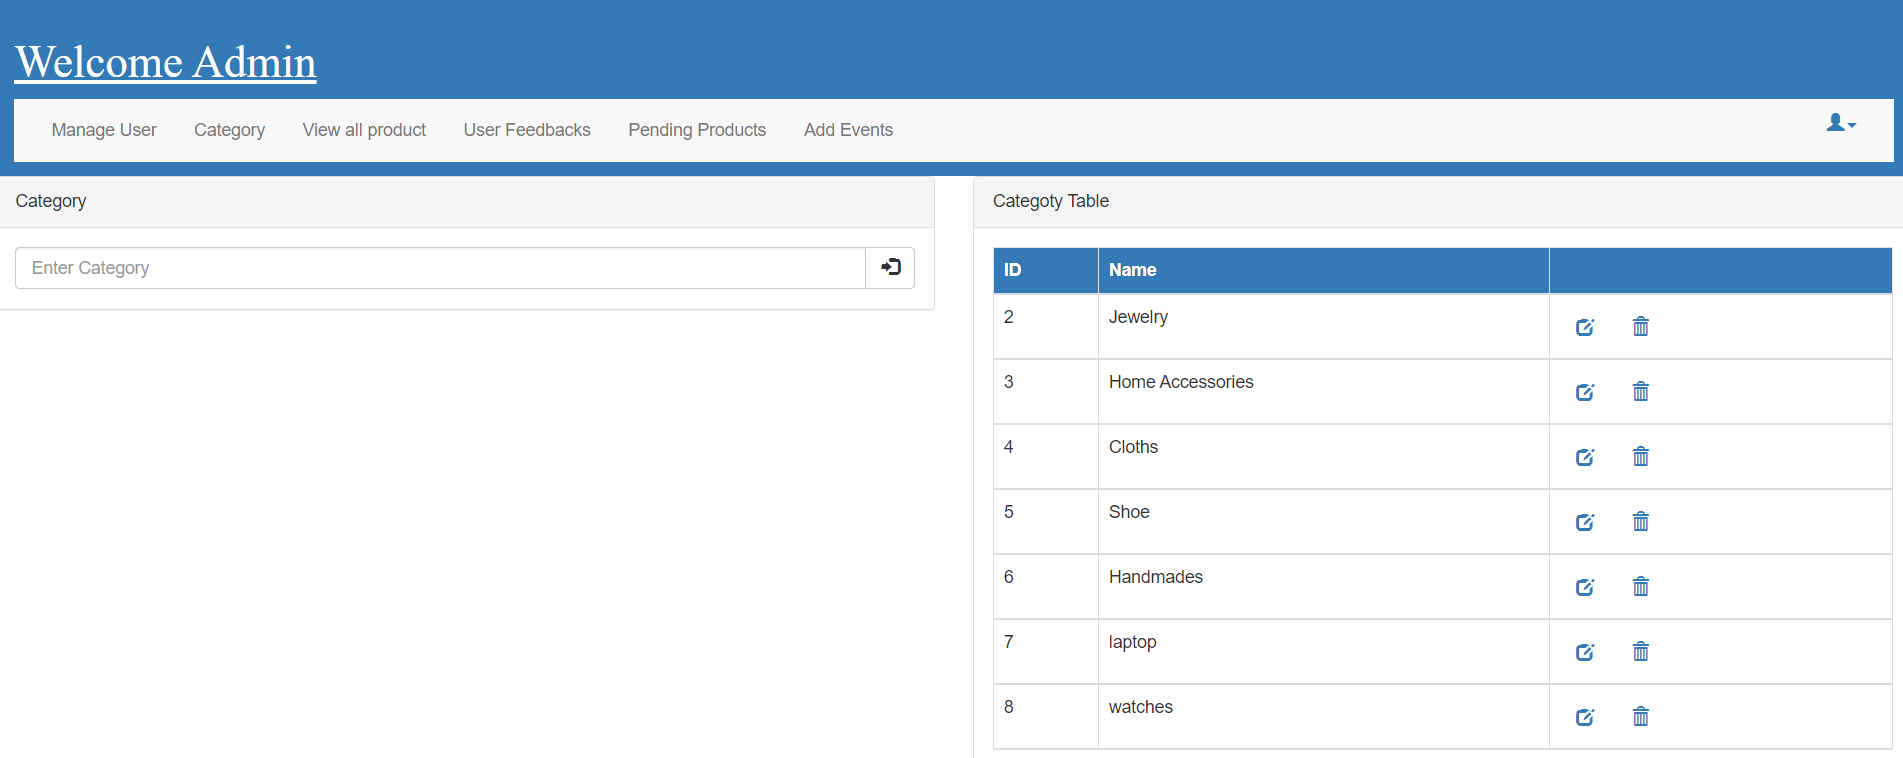 Welcome Admin
Manage User Category View all product User Feedbacks Pending Products Add Events
Category
Enter Category
Categoty Table
ID Name
2 Jewelry
3 Home Accessories
4 Cloths
5 Shoe
6 Handmades
7 laptop
8 watches